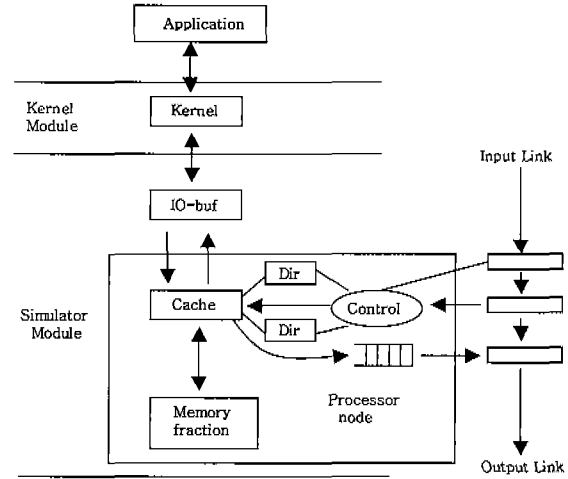 Application
Kernel
Module
Kernel
Input Link
IO-buf
Dir
Cache
Control
Simulator
Module
Dir
Processor
node
Memory
fraction
Output Link